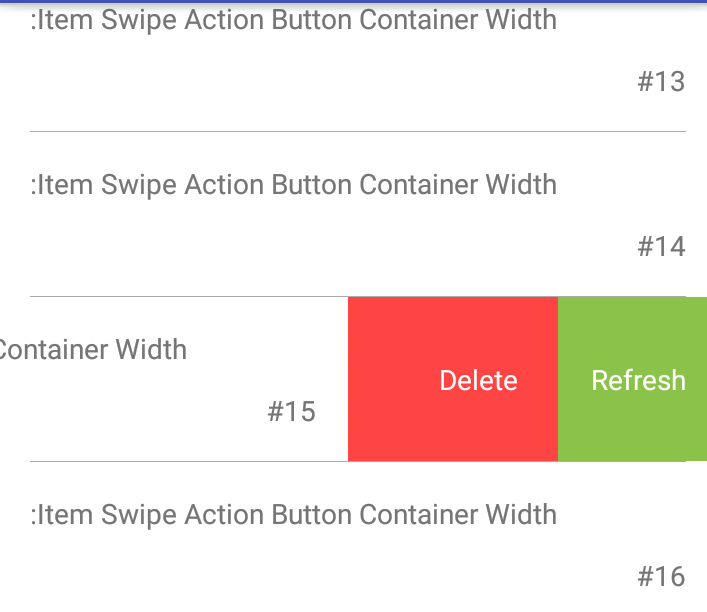 :Item Swipe Action Button Container Width
#13
:Item Swipe Action Button Container Width
#14
Container Width
#15
Delete
Refresh
:Item Swipe Action Button Container Width
#16